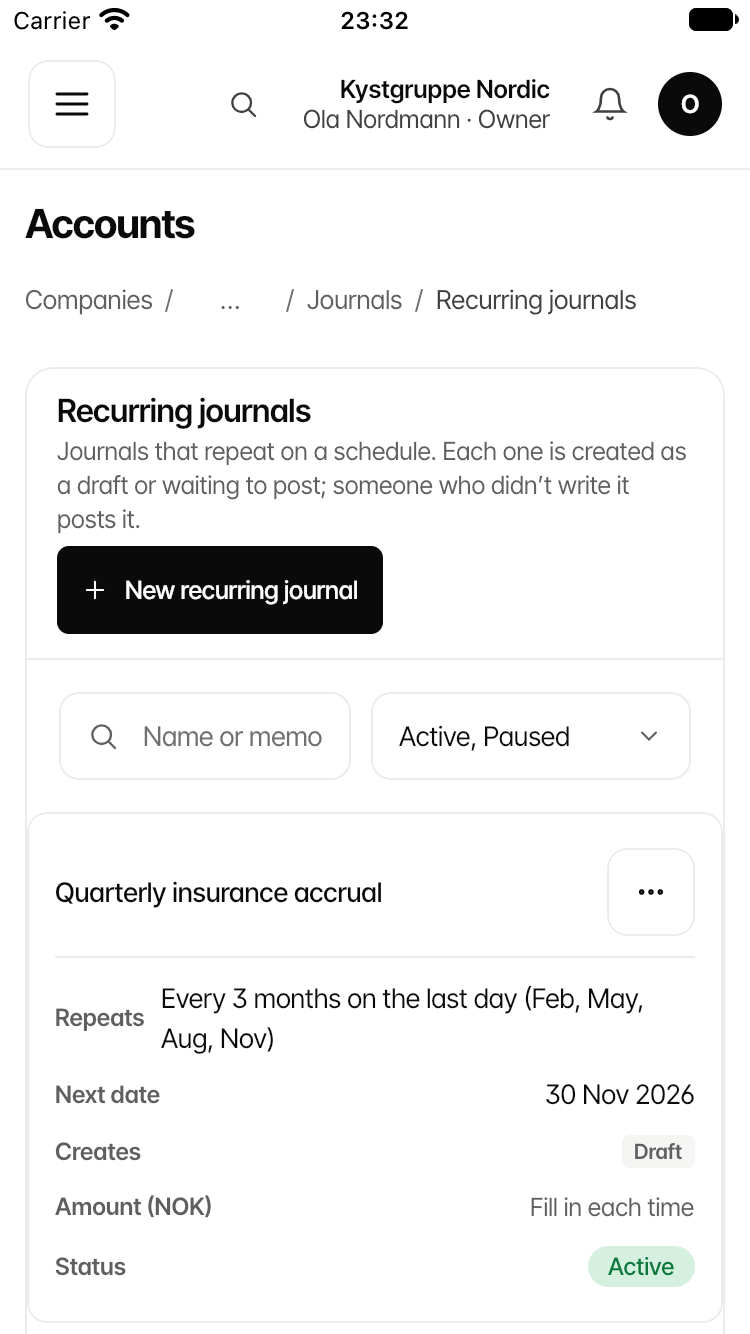 Carrier 23:32
Kystgruppe Nordic
Ola Nordmann · Owner
O
Accounts
Companies / ... / Journals / Recurring journals
Recurring journals
Journals that repeat on a schedule. Each one is created as
a draft or waiting to post; someone who didn’t write it
posts it.
+ New recurring journal
Name or memo
Active, Paused
Quarterly insurance accrual
Repeats Every 3 months on the last day (Feb, May,
Aug, Nov)
Next date 30 Nov 2026
Creates Draft
Amount (NOK) Fill in each time
Status Active